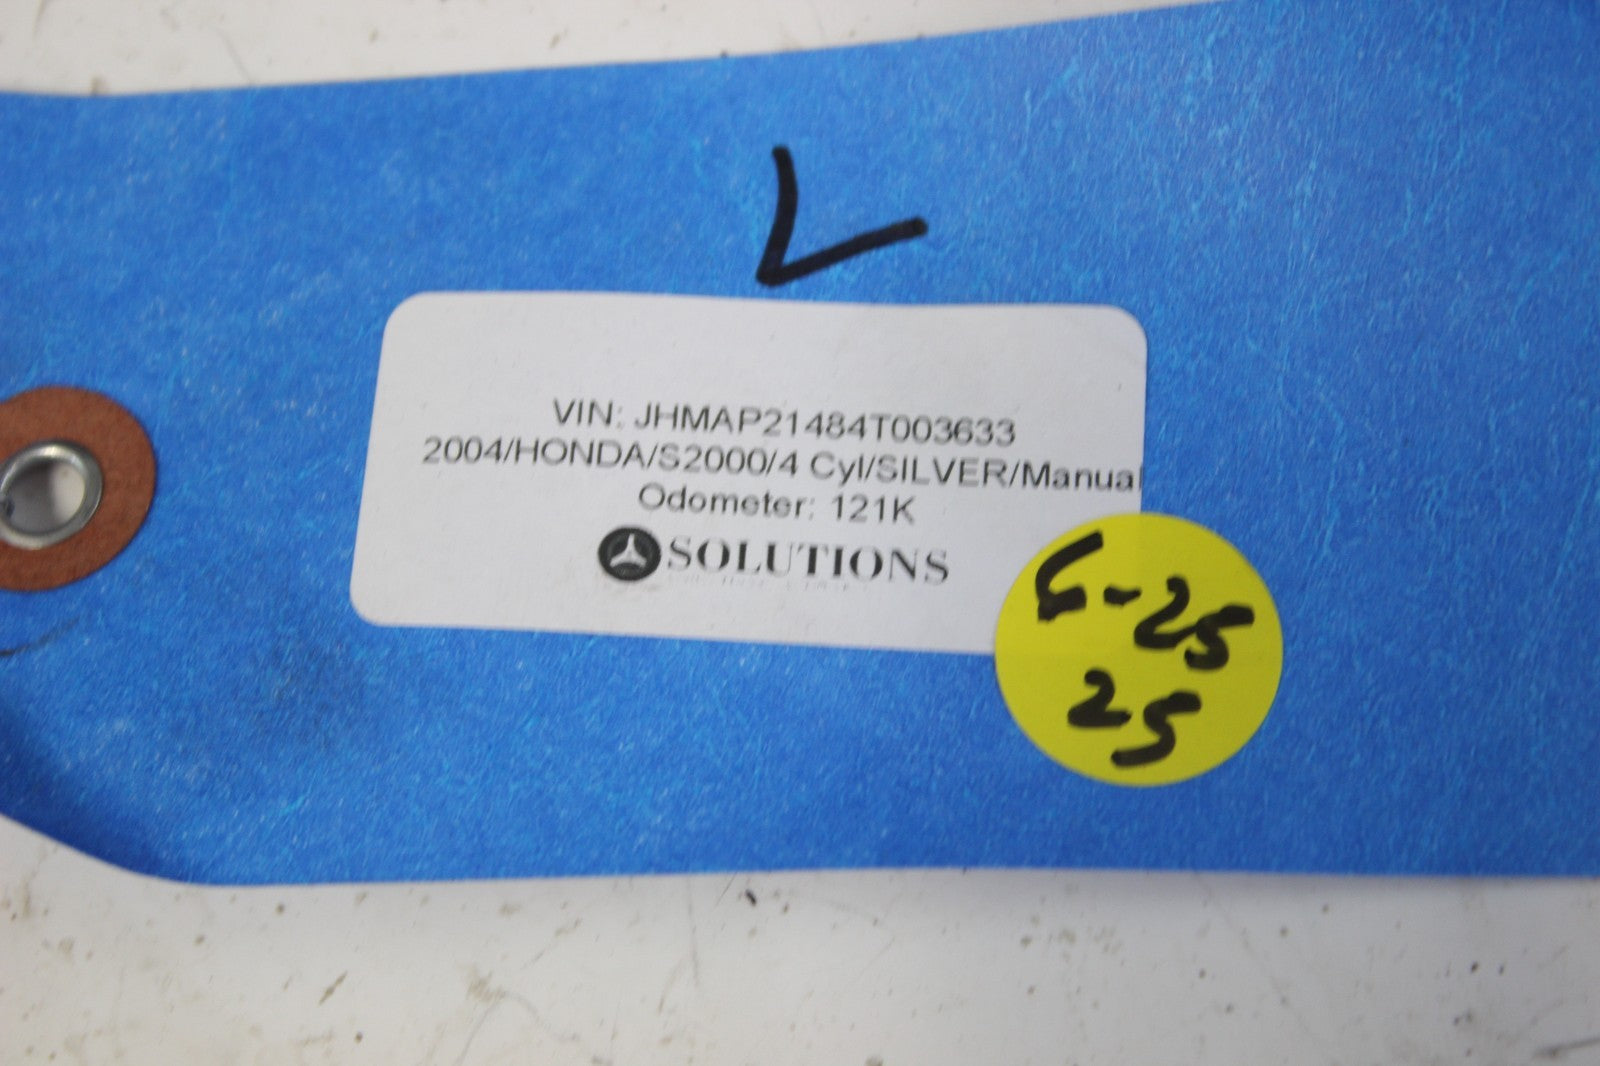 L
VIN: JHMAP21484T003633
2004/HONDA/S2000/4 Cyl/SILVER/Manual
Odometer: 121K
SOLUTIONS
6-25
25